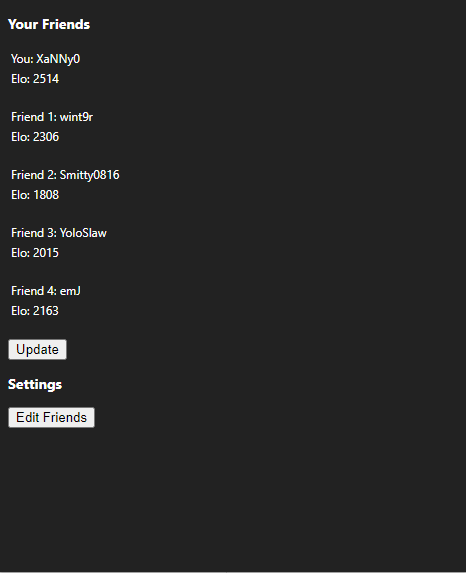 Your Friends
You: XaNNy0
Elo: 2514
Friend 1: wint9r
Elo: 2306
Friend 2: Smitty0816
Elo: 1808
Friend 3: YoloSlaw
Elo: 2015
Friend 4: emJ
Elo: 2163
Update
Settings
Edit Friends